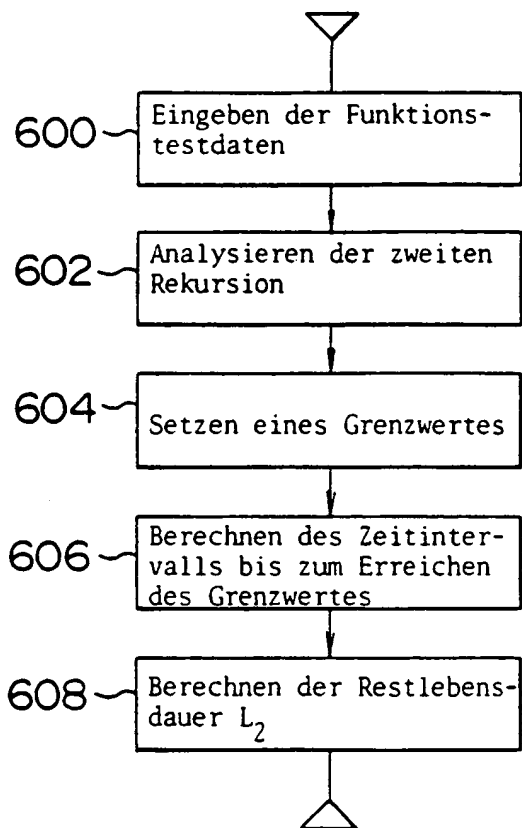 600
Eingeben der Funktions-
testdaten
602
Analysieren der zweiten
Rekursion
604
Setzen eines Grenzwertes
606
Berechnen des Zeitinter-
valls bis zum Erreichen
des Grenzwertes
608
Berechnen der Restlebens-
dauer L₂